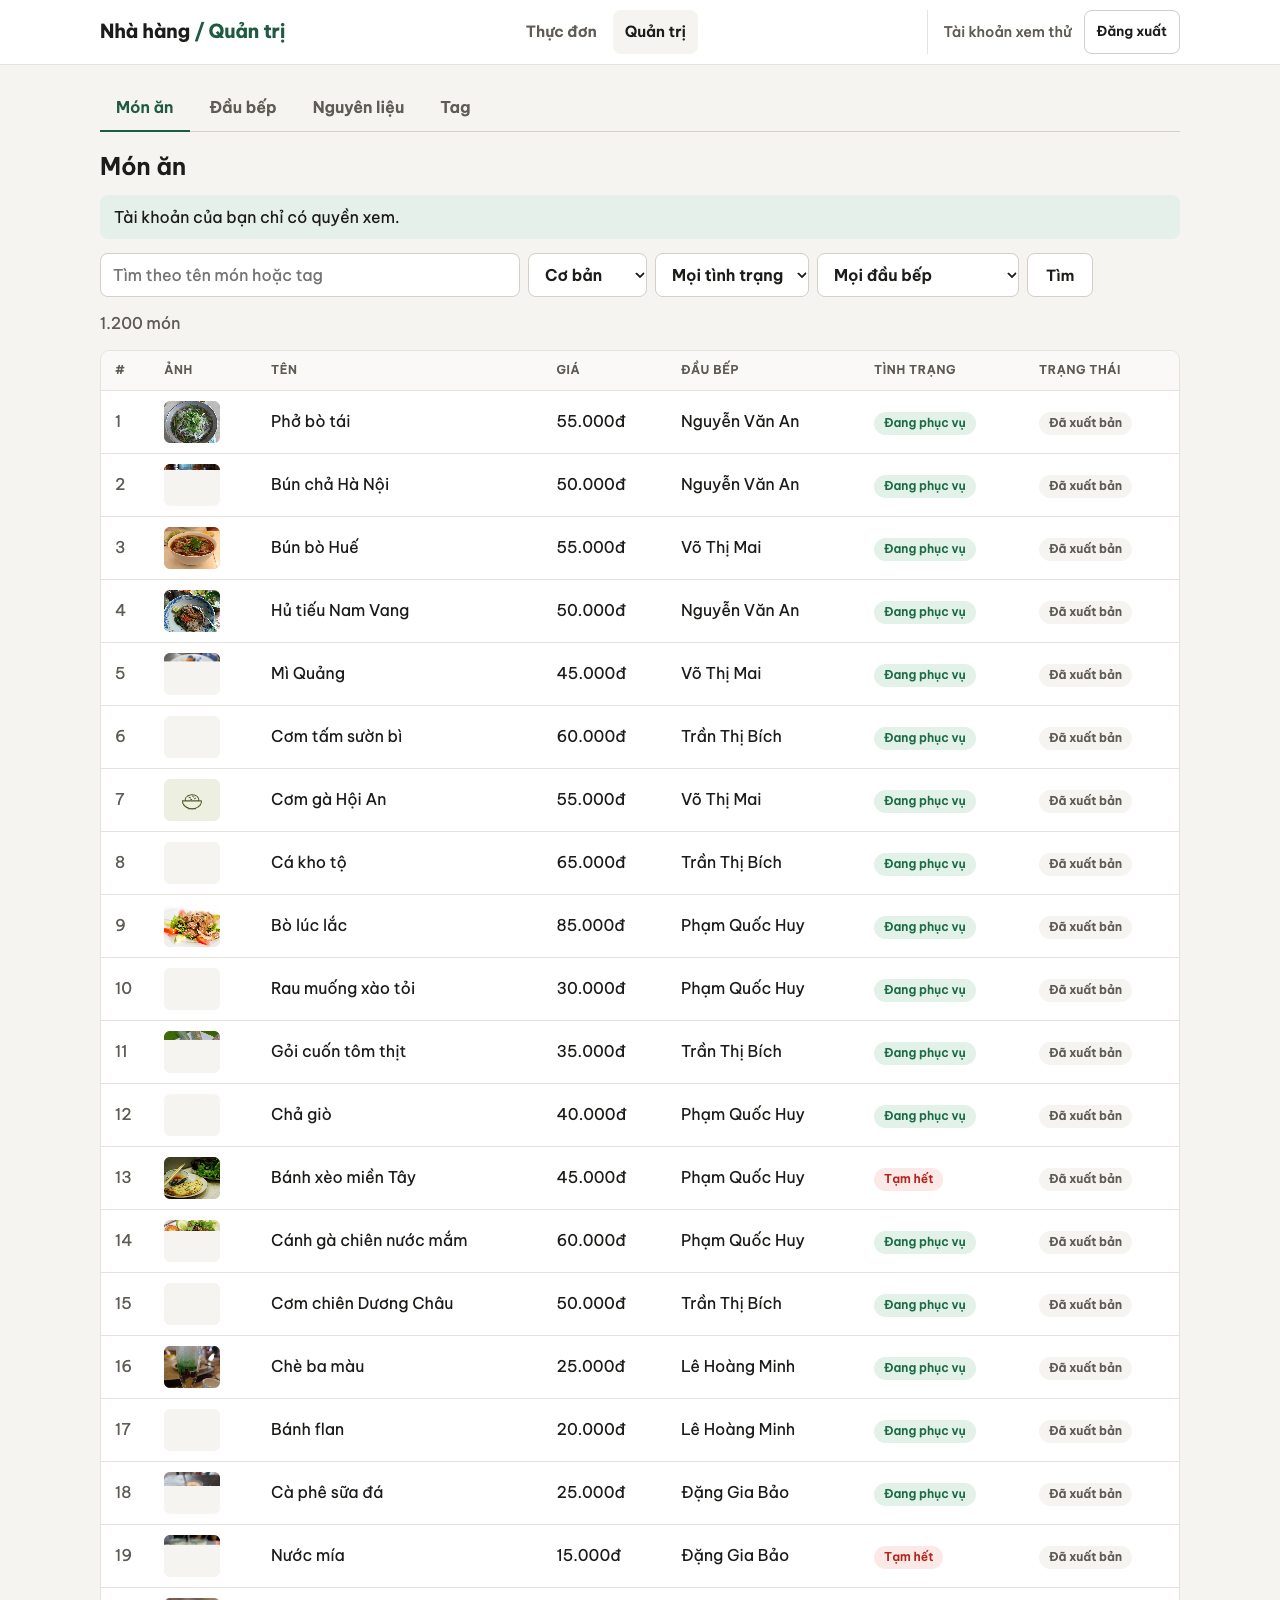 Nhà hàng / Quản trị
Thực đơn
Quản trị
Tài khoản xem thử
Đăng xuất
Món ăn
Đầu bếp
Nguyên liệu
Tag
Món ăn
Tài khoản của bạn chỉ có quyền xem.
Tìm theo tên món hoặc tag
Cơ bản
Mọi tình trạng
Mọi đầu bếp
Tìm
1.200 món
# ẢNH TÊN GIÁ ĐẦU BẾP TÌNH TRẠNG TRẠNG THÁI
1 Phở bò tái 55.000đ Nguyễn Văn An Đang phục vụ Đã xuất bản
2 Bún chả Hà Nội 50.000đ Nguyễn Văn An Đang phục vụ Đã xuất bản
3 Bún bò Huế 55.000đ Võ Thị Mai Đang phục vụ Đã xuất bản
4 Hủ tiếu Nam Vang 50.000đ Nguyễn Văn An Đang phục vụ Đã xuất bản
5 Mì Quảng 45.000đ Võ Thị Mai Đang phục vụ Đã xuất bản
6 Cơm tấm sườn bì 60.000đ Trần Thị Bích Đang phục vụ Đã xuất bản
7 Cơm gà Hội An 55.000đ Võ Thị Mai Đang phục vụ Đã xuất bản
8 Cá kho tộ 65.000đ Trần Thị Bích Đang phục vụ Đã xuất bản
9 Bò lúc lắc 85.000đ Phạm Quốc Huy Đang phục vụ Đã xuất bản
10 Rau muống xào tỏi 30.000đ Phạm Quốc Huy Đang phục vụ Đã xuất bản
11 Gỏi cuốn tôm thịt 35.000đ Trần Thị Bích Đang phục vụ Đã xuất bản
12 Chả giò 40.000đ Phạm Quốc Huy Đang phục vụ Đã xuất bản
13 Bánh xèo miền Tây 45.000đ Phạm Quốc Huy Tạm hết Đã xuất bản
14 Cánh gà chiên nước mắm 60.000đ Phạm Quốc Huy Đang phục vụ Đã xuất bản
15 Cơm chiên Dương Châu 50.000đ Trần Thị Bích Đang phục vụ Đã xuất bản
16 Chè ba màu 25.000đ Lê Hoàng Minh Đang phục vụ Đã xuất bản
17 Bánh flan 20.000đ Lê Hoàng Minh Đang phục vụ Đã xuất bản
18 Cà phê sữa đá 25.000đ Đặng Gia Bảo Đang phục vụ Đã xuất bản
19 Nước mía 15.000đ Đặng Gia Bảo Tạm hết Đã xuất bản